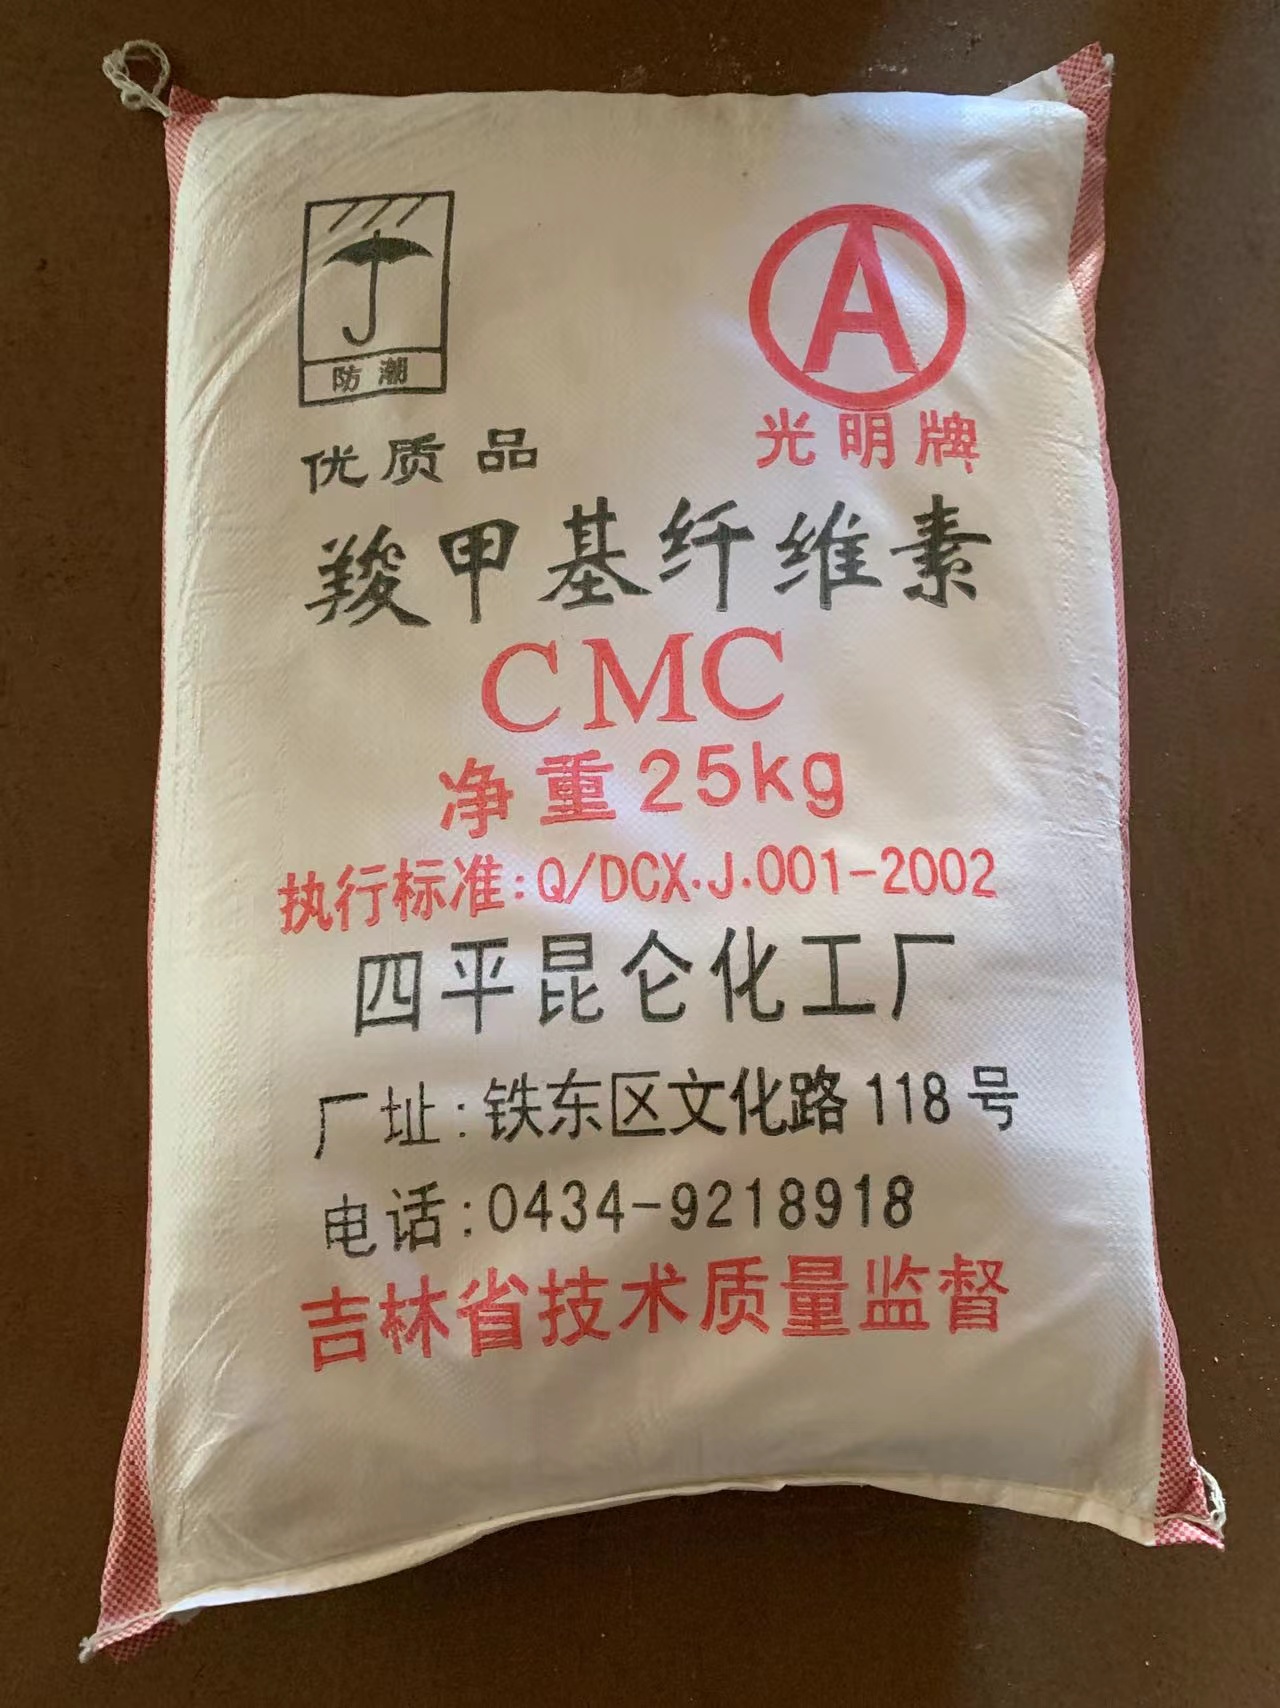 防潮
A
优质品
光明牌
羧甲基纤维素
CMC
净重25kg
执行标准:Q/DCX·J·001-2002
四平昆仑化工厂
厂址:铁东区文化路118号
电话:0434-9218918
吉林省技术质量监督